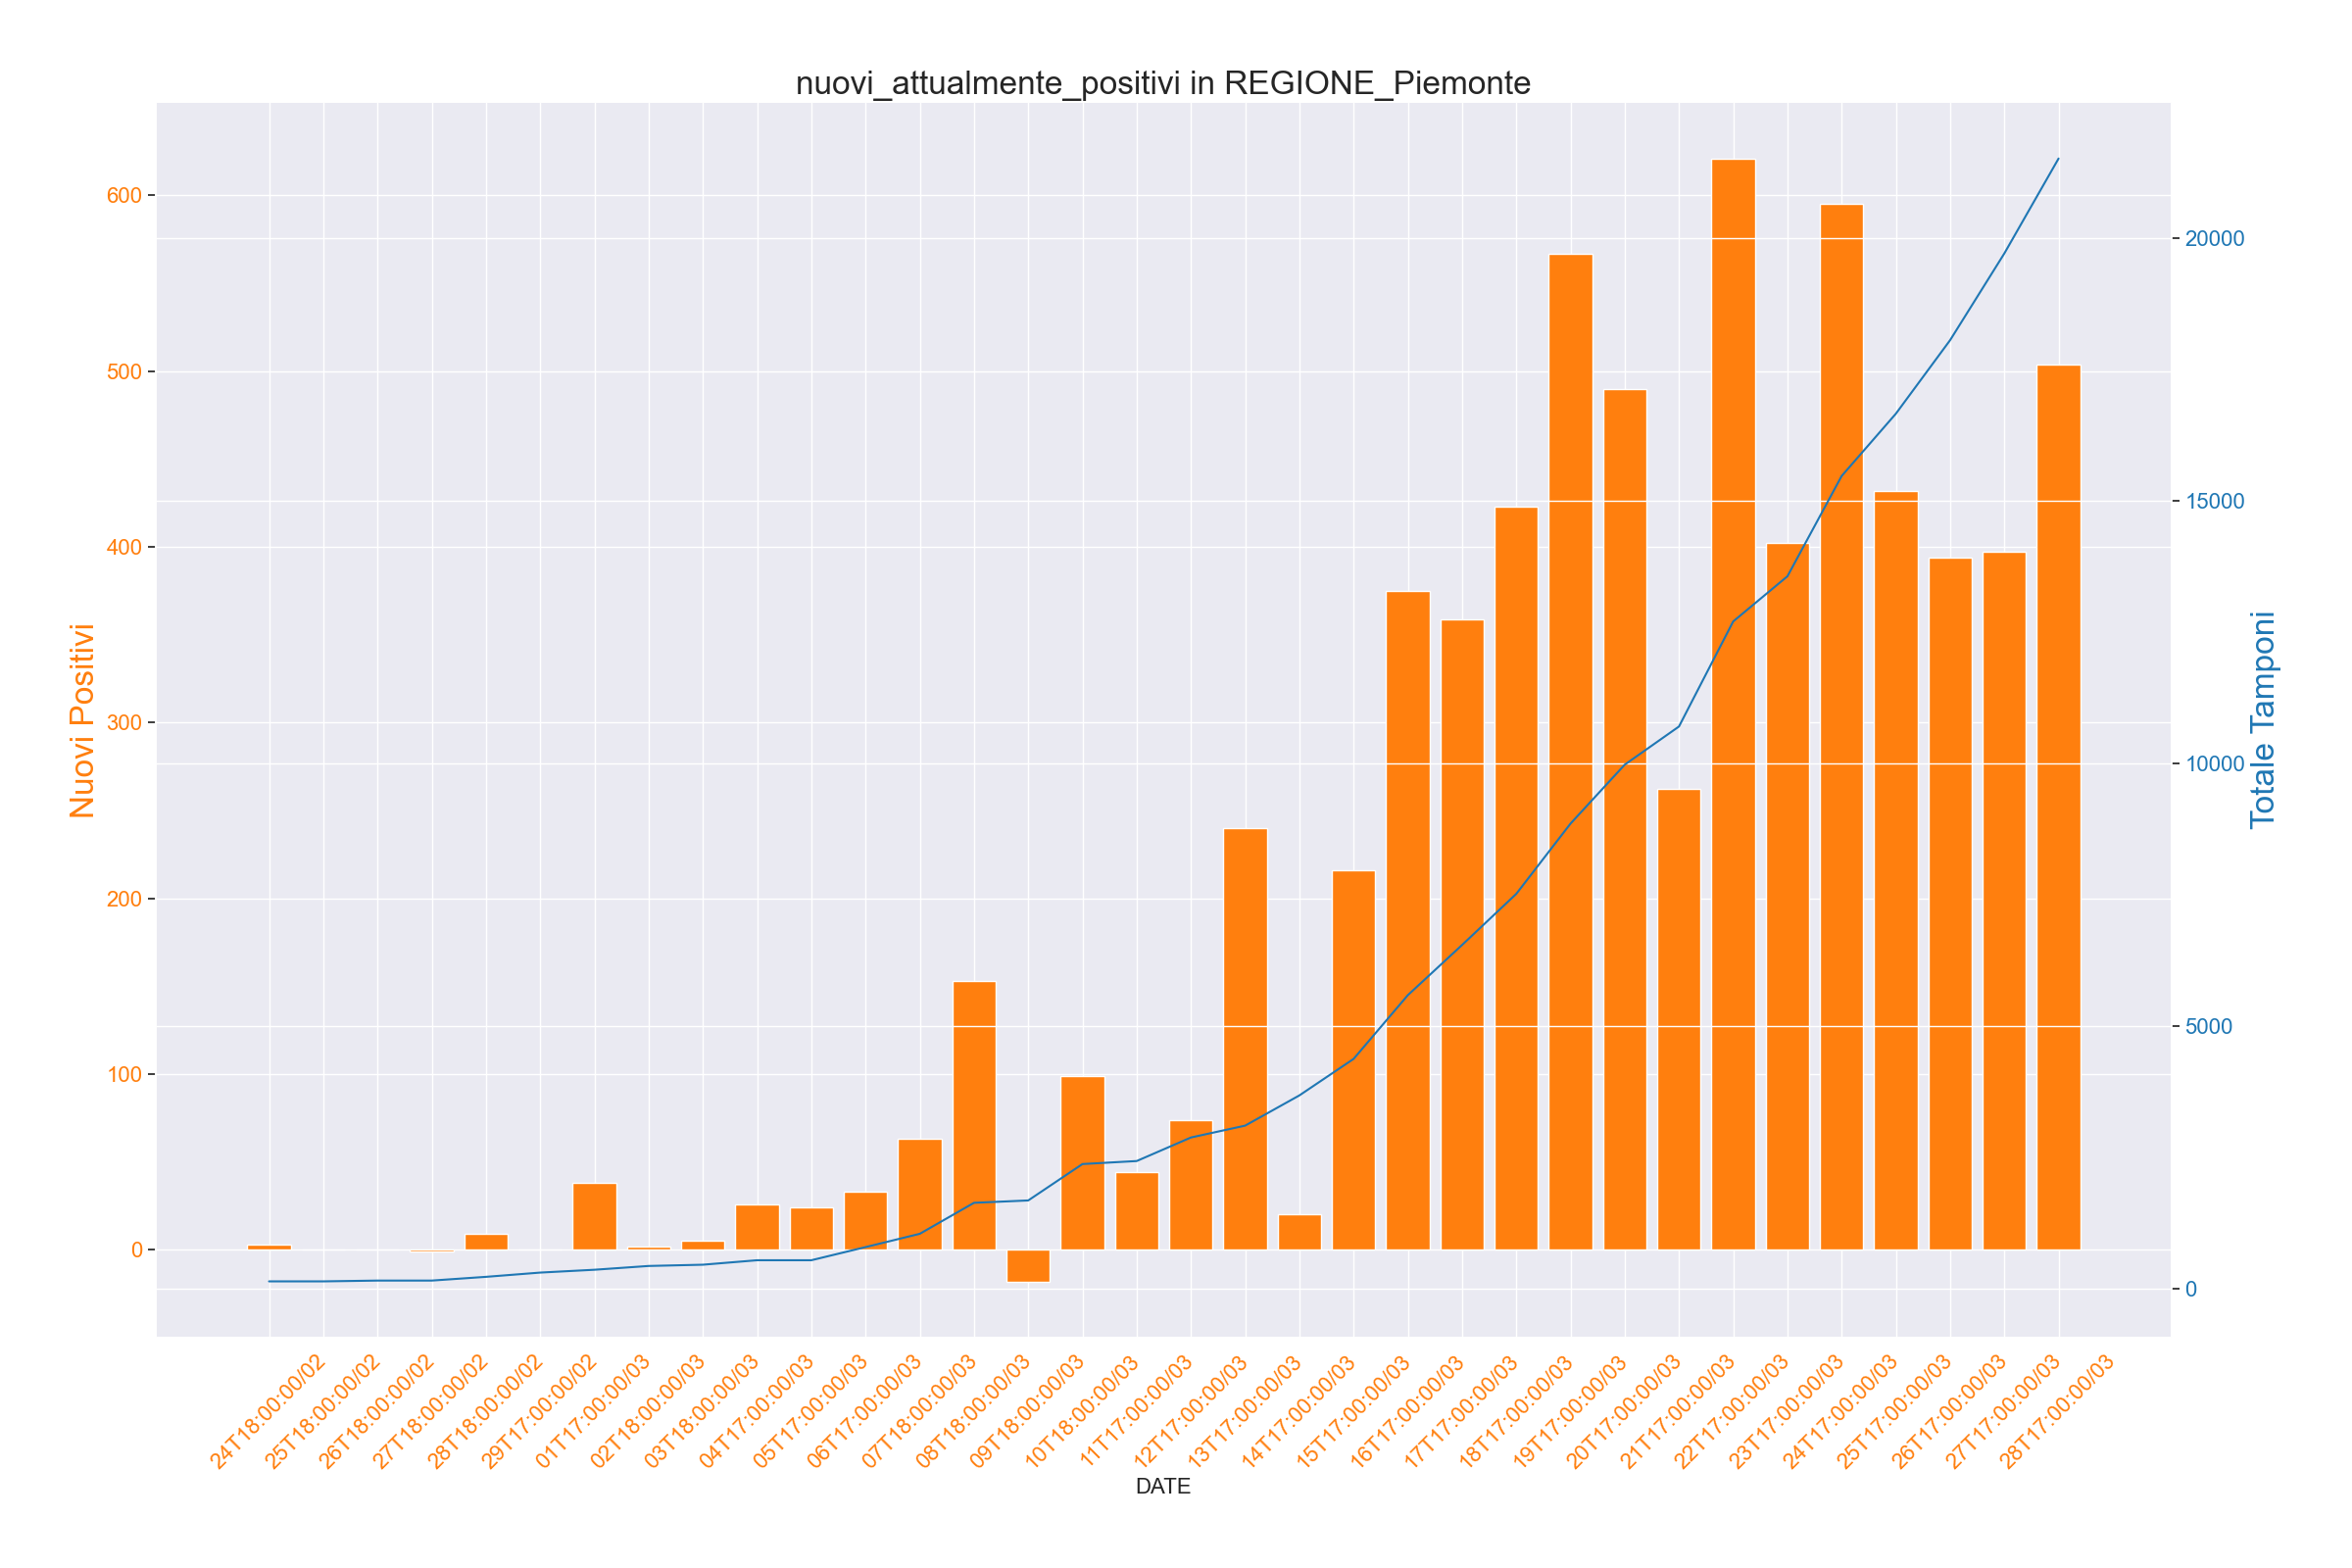 nuovi_attualmente_positivi in REGIONE_Piemonte
Nuovi Positivi
600
500
400
300
200
100
0
Totale Tamponi
20000
15000
10000
5000
0
24T18:00:00/02
25T18:00:00/02
26T18:00:00/02
27T18:00:00/02
28T18:00:00/02
29T17:00:00/02
01T17:00:00/03
02T18:00:00/03
03T18:00:00/03
04T17:00:00/03
05T17:00:00/03
06T17:00:00/03
07T18:00:00/03
08T18:00:00/03
09T18:00:00/03
10T18:00:00/03
11T17:00:00/03
12T17:00:00/03
13T17:00:00/03
14T17:00:00/03
15T17:00:00/03
16T17:00:00/03
17T17:00:00/03
18T17:00:00/03
19T17:00:00/03
20T17:00:00/03
21T17:00:00/03
22T17:00:00/03
23T17:00:00/03
24T17:00:00/03
25T17:00:00/03
26T17:00:00/03
27T17:00:00/03
28T17:00:00/03
DATE